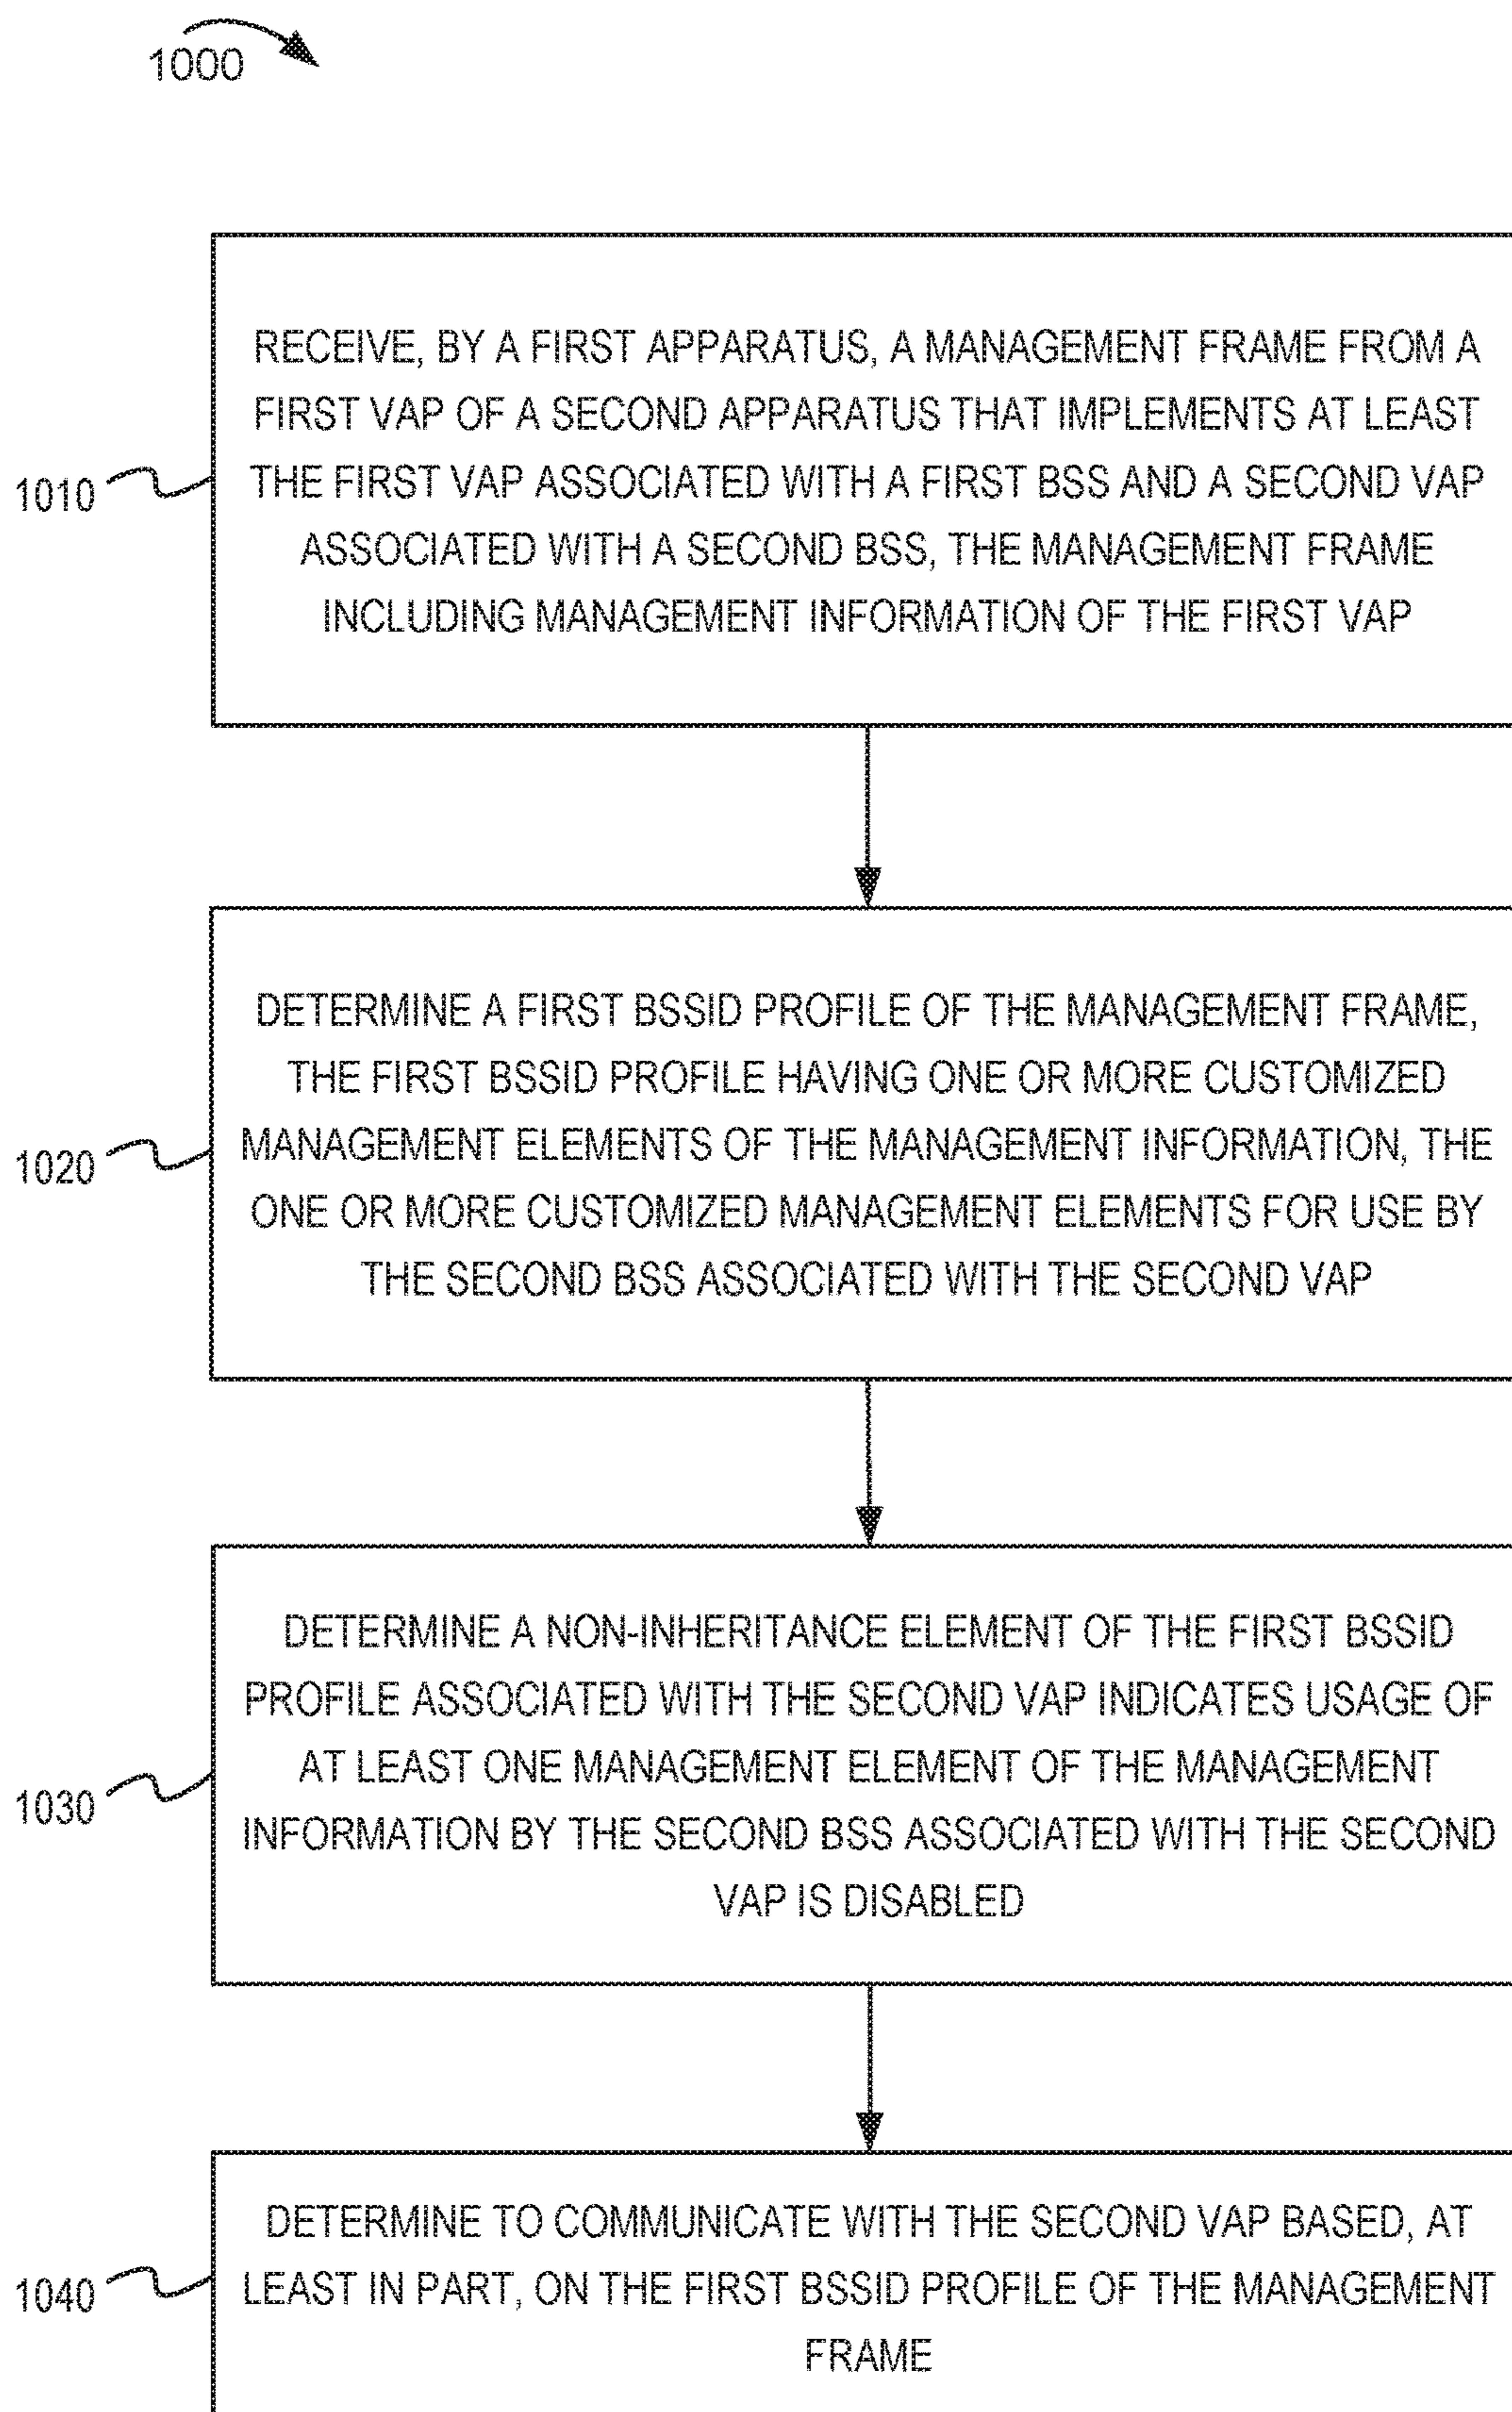 1000
RECEIVE, BY A FIRST APPARATUS, A MANAGEMENT FRAME FROM A
FIRST VAP OF A SECOND APPARATUS THAT IMPLEMENTS AT LEAST
THE FIRST VAP ASSOCIATED WITH A FIRST BSS AND A SECOND VAP
ASSOCIATED WITH A SECOND BSS, THE MANAGEMENT FRAME
INCLUDING MANAGEMENT INFORMATION OF THE FIRST VAP
1010
DETERMINE A FIRST BSSID PROFILE OF THE MANAGEMENT FRAME,
THE FIRST BSSID PROFILE HAVING ONE OR MORE CUSTOMIZED
MANAGEMENT ELEMENTS OF THE MANAGEMENT INFORMATION, THE
ONE OR MORE CUSTOMIZED MANAGEMENT ELEMENTS FOR USE BY
THE SECOND BSS ASSOCIATED WITH THE SECOND VAP
1020
DETERMINE A NON-INHERITANCE ELEMENT OF THE FIRST BSSID
PROFILE ASSOCIATED WITH THE SECOND VAP INDICATES USAGE OF
AT LEAST ONE MANAGEMENT ELEMENT OF THE MANAGEMENT
INFORMATION BY THE SECOND BSS ASSOCIATED WITH THE SECOND
VAP IS DISABLED
1030
DETERMINE TO COMMUNICATE WITH THE SECOND VAP BASED, AT
LEAST IN PART, ON THE FIRST BSSID PROFILE OF THE MANAGEMENT
FRAME
1040